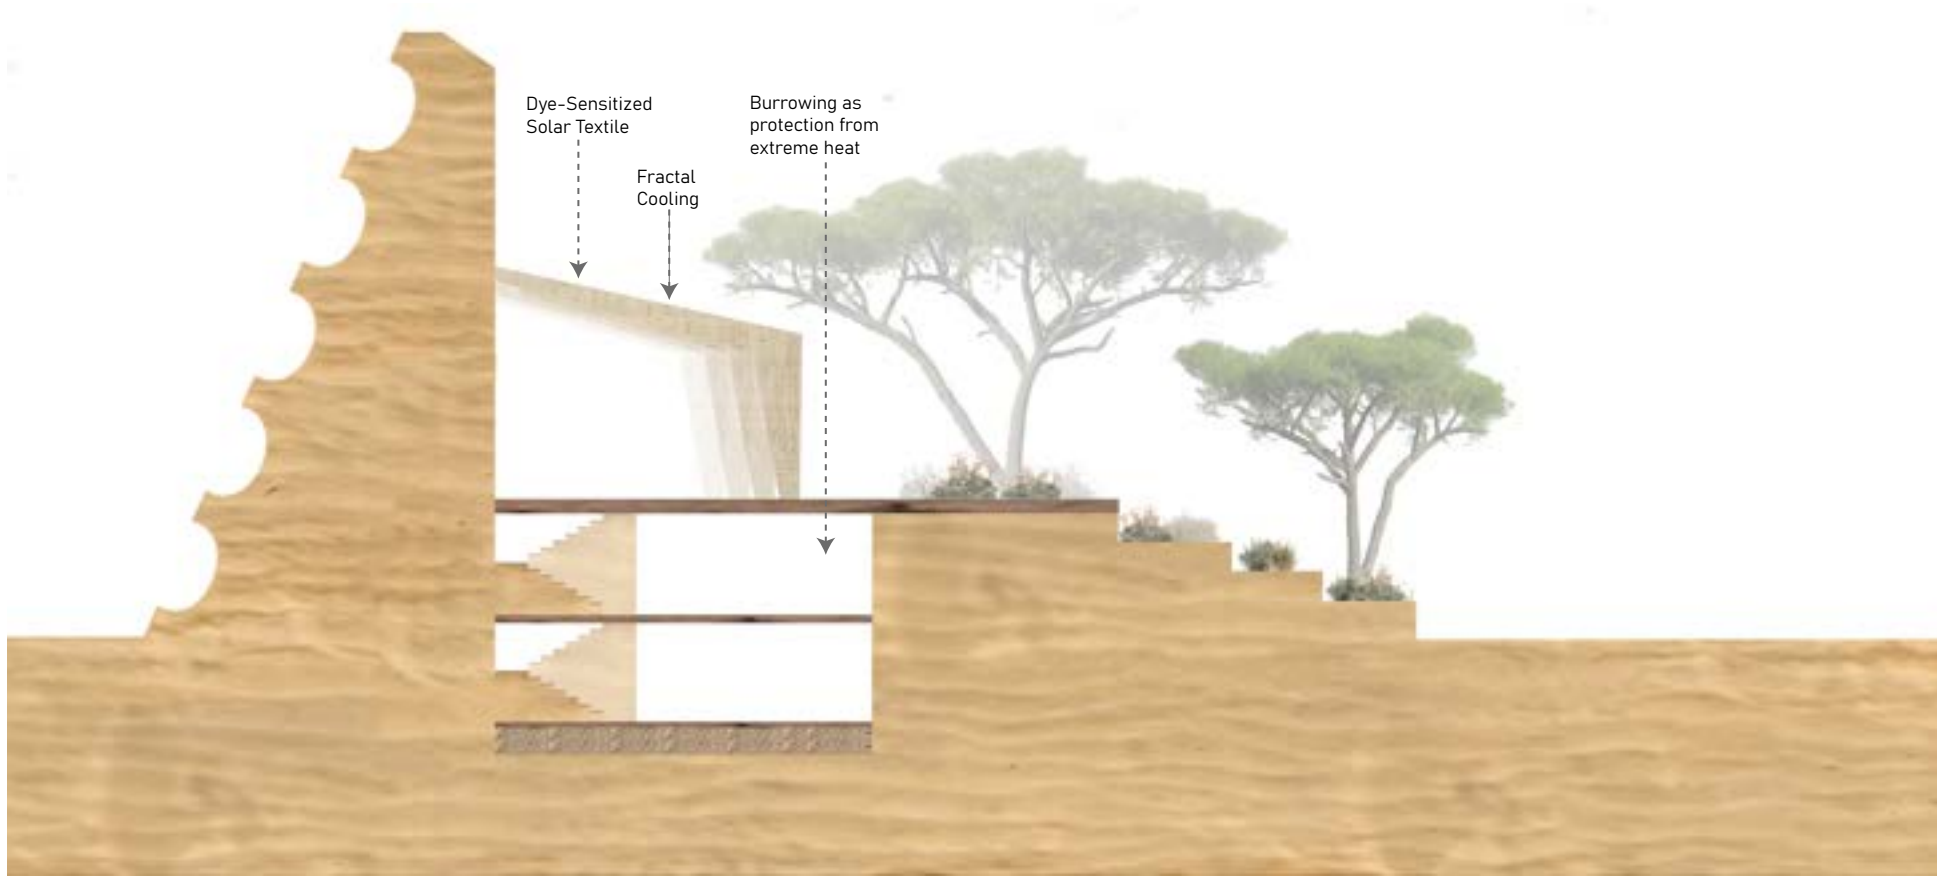 Dye-Sensitized
Solar Textile
Fractal
Cooling
Burrowing as
protection from
extreme heat